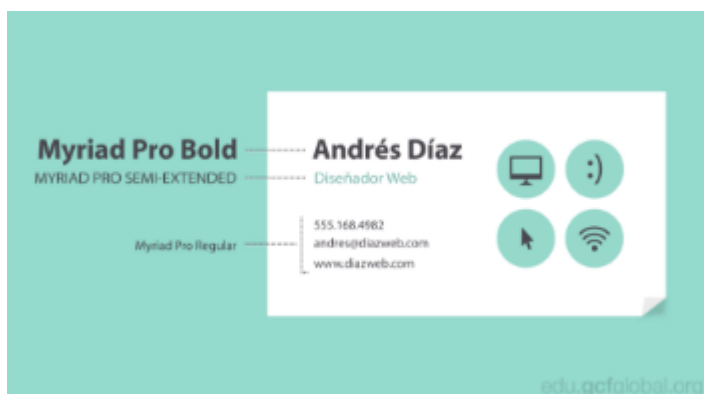 Myriad Pro Bold
Andrés Díaz
MYRIAD PRO SEMI-EXTENDED
Diseñador Web
Myriad Pro Regular
555.168.4982
andres@diazweb.com
www.diazweb.com
:)
edu.gcfglobal.org